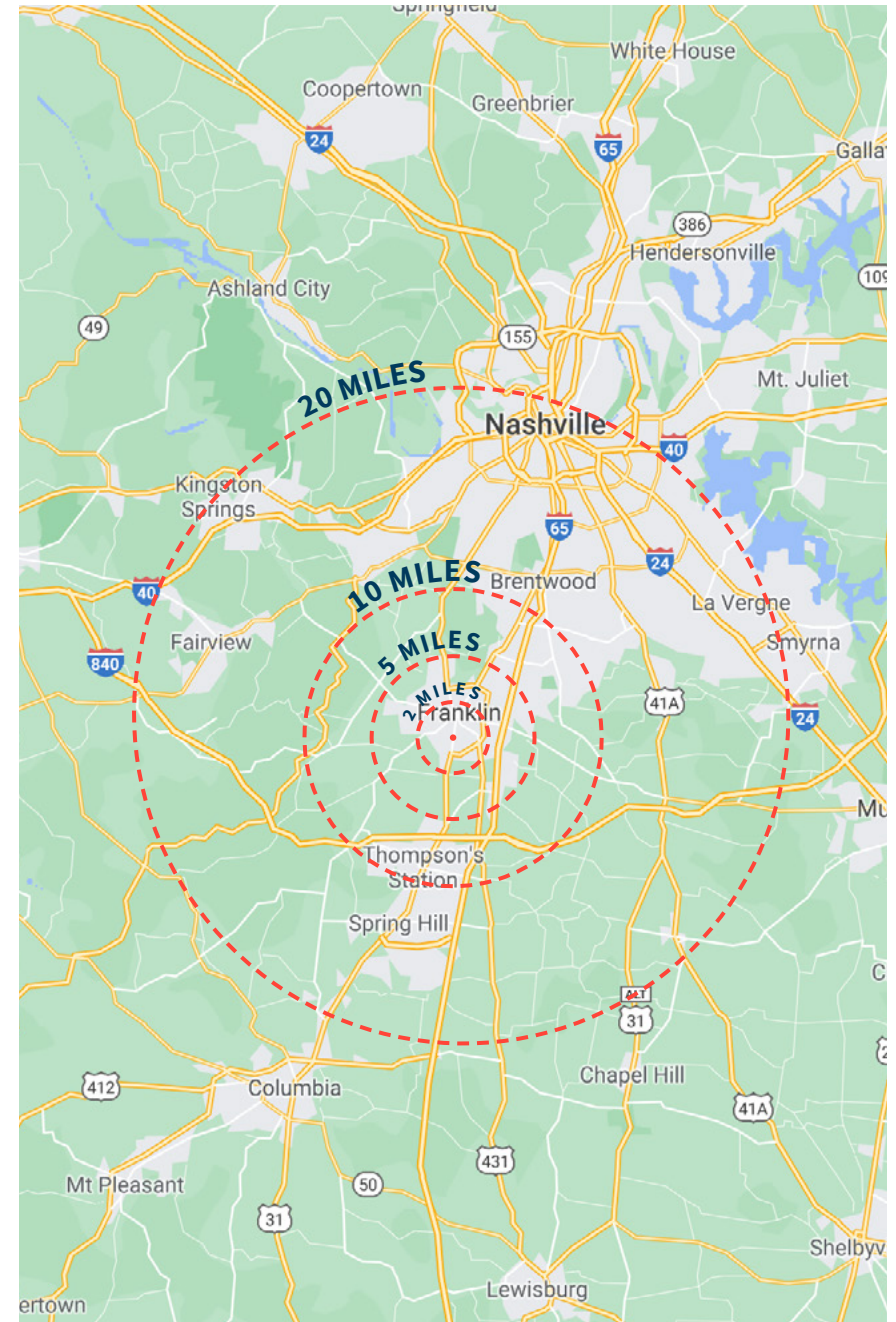 Springfield
White House
Coopertown
Greenbrier
24
65
Galla
386
Hendersonville
109
Ashland City
49
155
20 MILES
Mt. Juliet
Nashville
40
Kingston
Springs
65
24
10 MILES
Brentwood
40
La Vergne
Fairview
5 MILES
Smyrna
840
2 MILES
Franklin
41A
24
Mu
Thompson's
Station
Spring Hill
C
ALT
31
412
Columbia
Chapel Hill
41A
431
Mt Pleasant
50
31
Shelbyv
Lewisburg
ertown